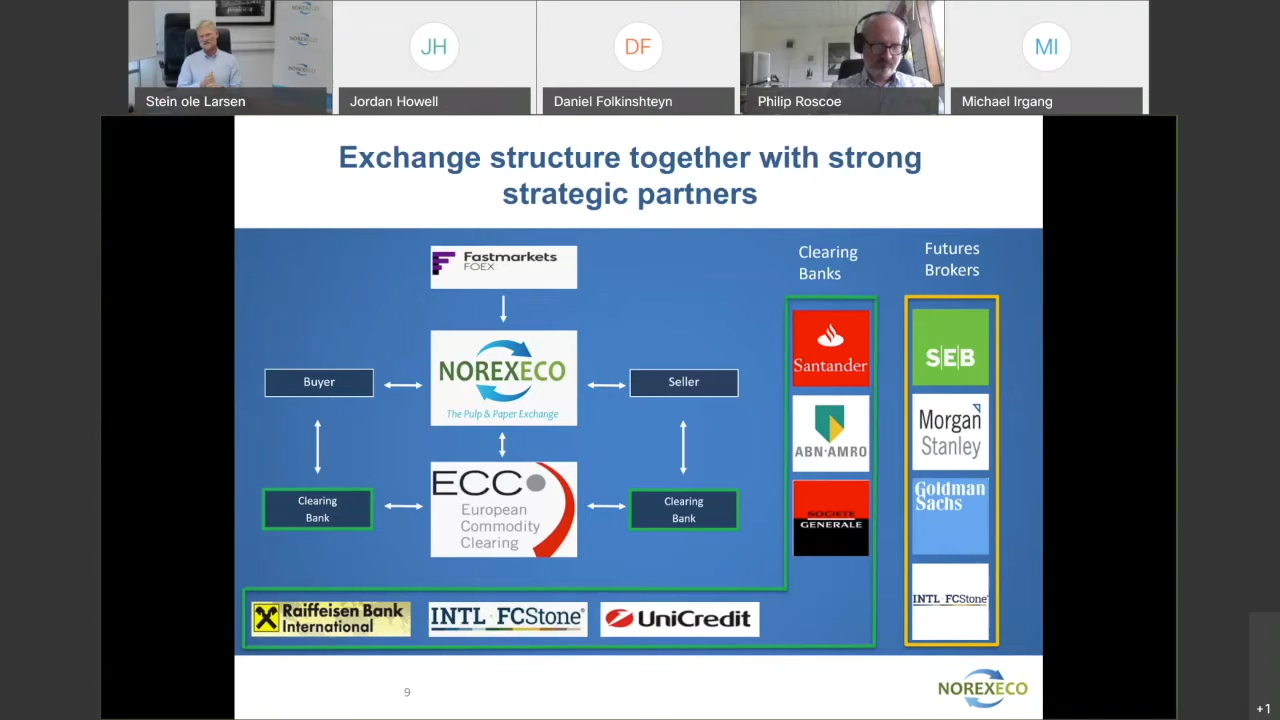 JH
DF
MI
Stein ole Larsen
Jordan Howell
Daniel Folkinshteyn
Philip Roscoe
Michael Irgang
Exchange structure together with strong
strategic partners
Fastmarkets
FOEX
Clearing
Banks
Futures
Brokers
NOREXECO
The Pulp & Paper Exchange
Buyer
Seller
Santander
SEB
ABN·AMRO
Morgan
Stanley
ECC
European
Commodity
Clearing
Clearing
Bank
Clearing
Bank
SOCIETE
GENERALE
Goldman
Sachs
INTL FCStone®
Raiffeisen Bank
International
INTL FCStone®
UniCredit
9
NOREXECO
+1